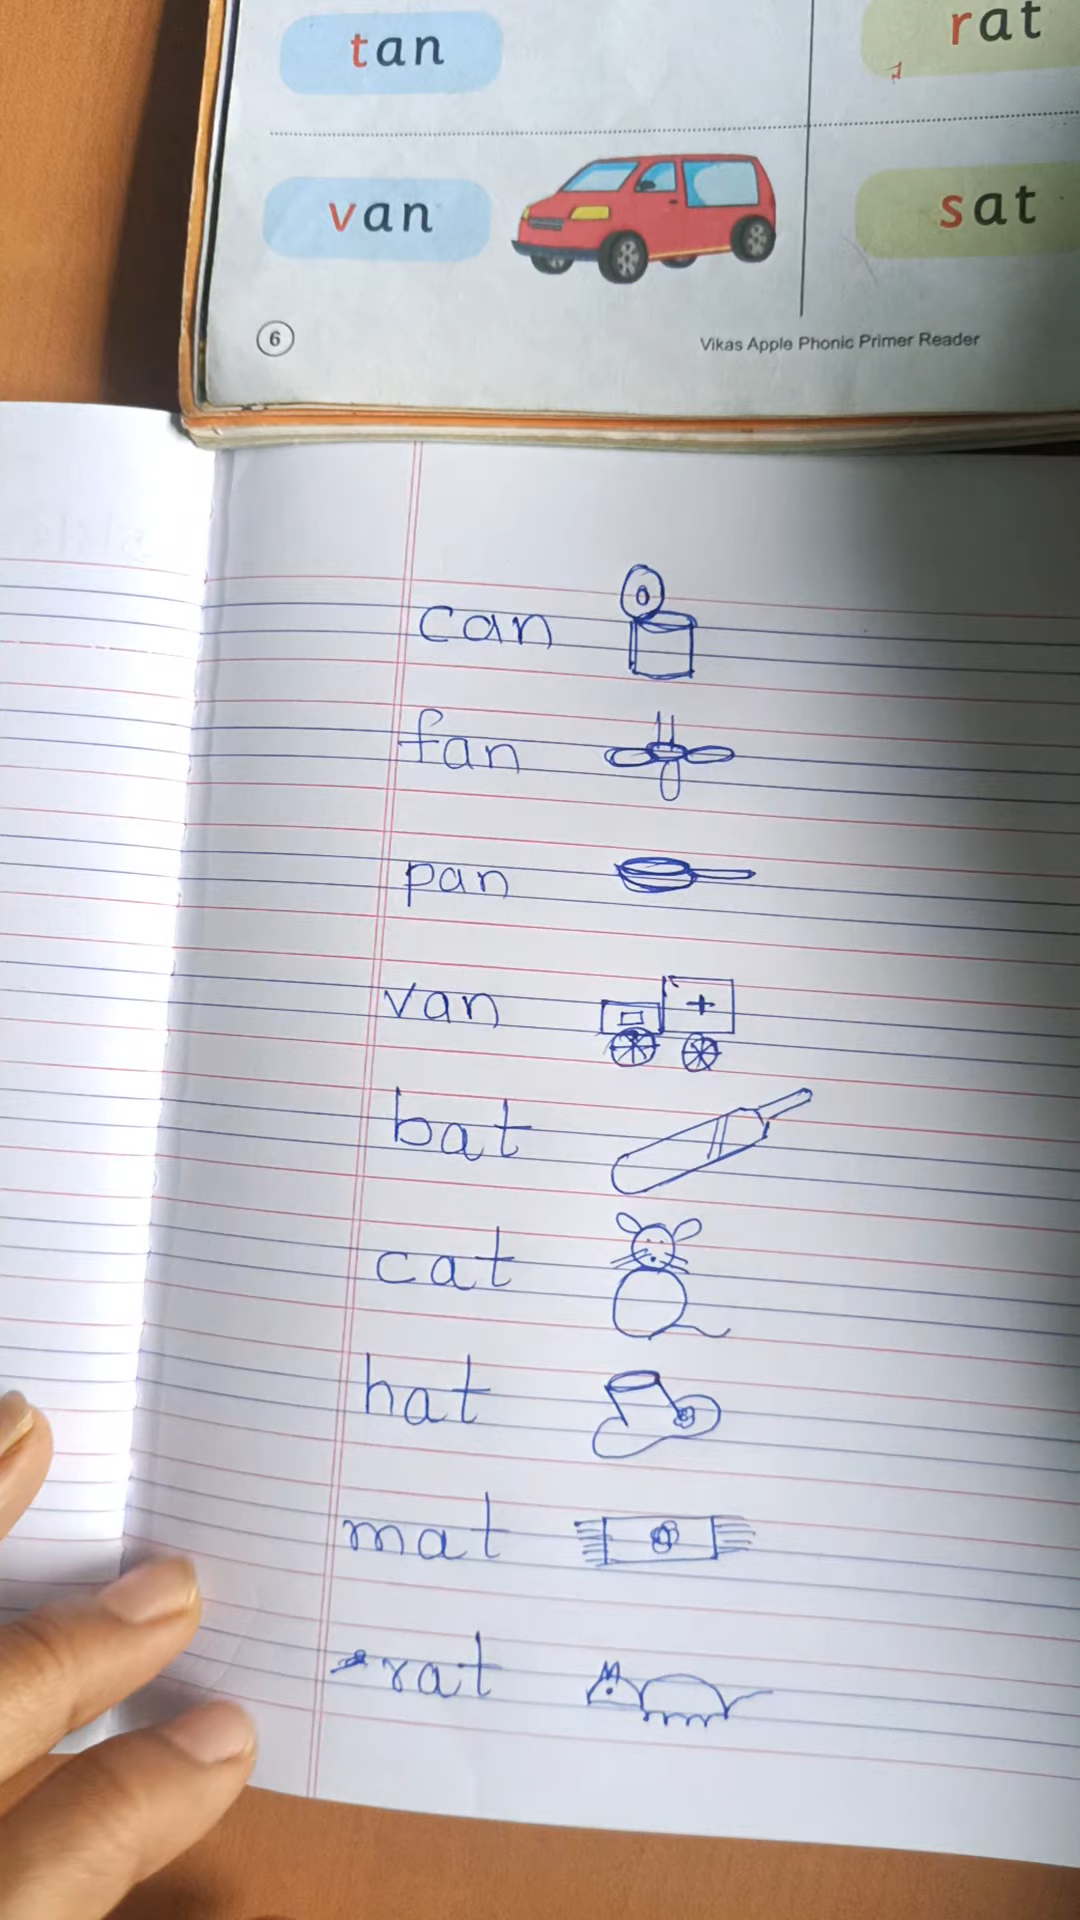 tan
rat
van
sat
6
Vikas Apple Phonic Primer Reader
can
fan
pan
van
bat
cat
hat
mat
rat